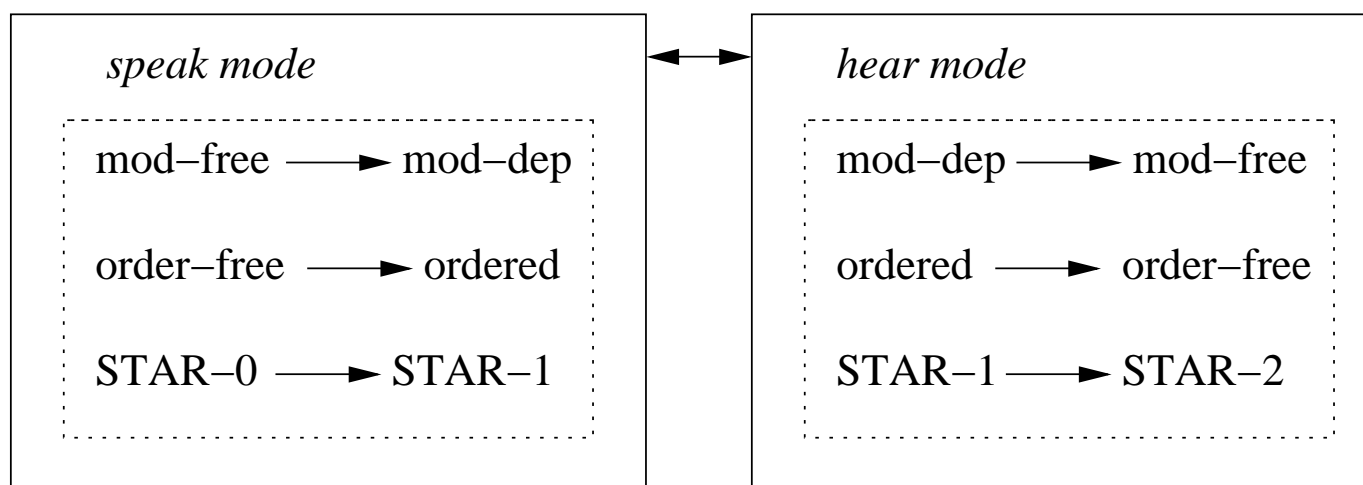 speak mode
mod–free → mod–dep
order–free → ordered
STAR–0 → STAR–1
hear mode
mod–dep → mod–free
ordered → order–free
STAR–1 → STAR–2